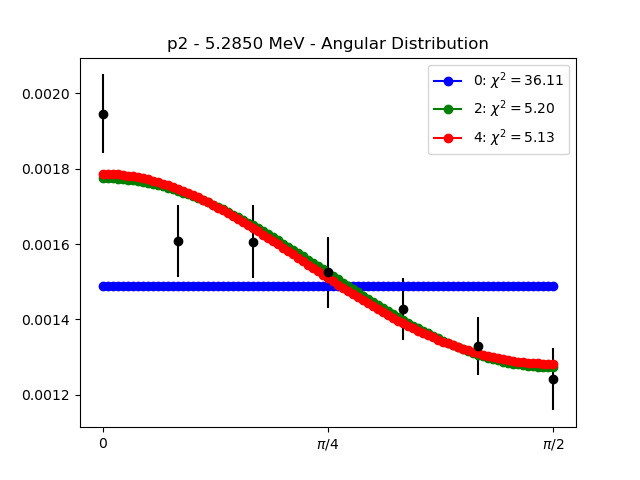 p2 - 5.2850 MeV - Angular Distribution
0: χ² = 36.11
2: χ² = 5.20
4: χ² = 5.13
0.0020
0.0018
0.0016
0.0014
0.0012
0 π/4 π/2